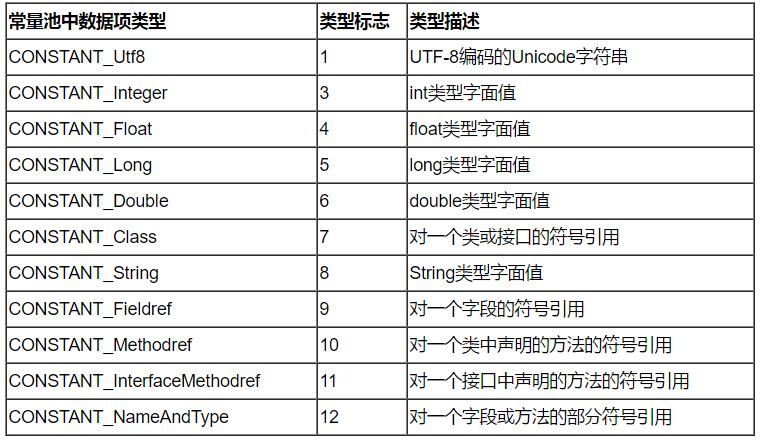 常量池中数据项类型 类型标志 类型描述
CONSTANT_Utf8 1 UTF-8编码的Unicode字符串
CONSTANT_Integer 3 int类型字面值
CONSTANT_Float 4 float类型字面值
CONSTANT_Long 5 long类型字面值
CONSTANT_Double 6 double类型字面值
CONSTANT_Class 7 对一个类或接口的符号引用
CONSTANT_String 8 String类型字面值
CONSTANT_Fieldref 9 对一个字段的符号引用
CONSTANT_Methodref 10 对一个类中声明的方法的符号引用
CONSTANT_InterfaceMethodref 11 对一个接口中声明的方法的符号引用
CONSTANT_NameAndType 12 对一个字段或方法的部分符号引用